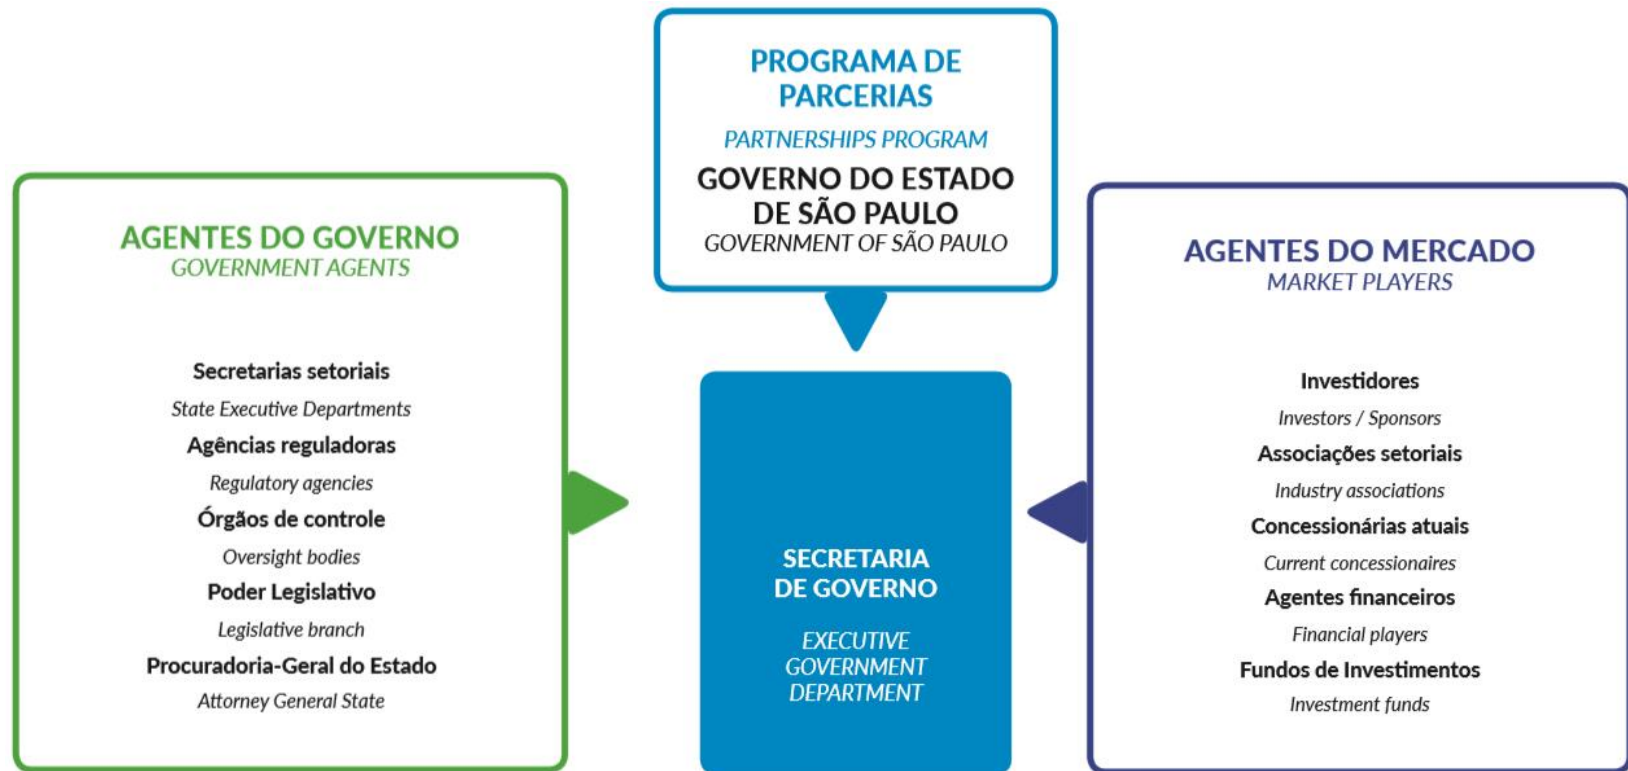 PROGRAMA DE
PARCERIAS
PARTNERSHIPS PROGRAM
GOVERNO DO ESTADO
DE SÃO PAULO
GOVERNMENT OF SÃO PAULO
AGENTES DO GOVERNO
GOVERNMENT AGENTS
Secretarias setoriais
State Executive Departments
Agências reguladoras
Regulatory agencies
Órgãos de controle
Oversight bodies
Poder Legislativo
Legislative branch
Procuradoria-Geral do Estado
Attorney General State
SECRETARIA
DE GOVERNO
EXECUTIVE
GOVERNMENT
DEPARTMENT
AGENTES DO MERCADO
MARKET PLAYERS
Investidores
Investors / Sponsors
Associações setoriais
Industry associations
Concessionárias atuais
Current concessionaires
Agentes financeiros
Financial players
Fundos de Investimentos
Investment funds